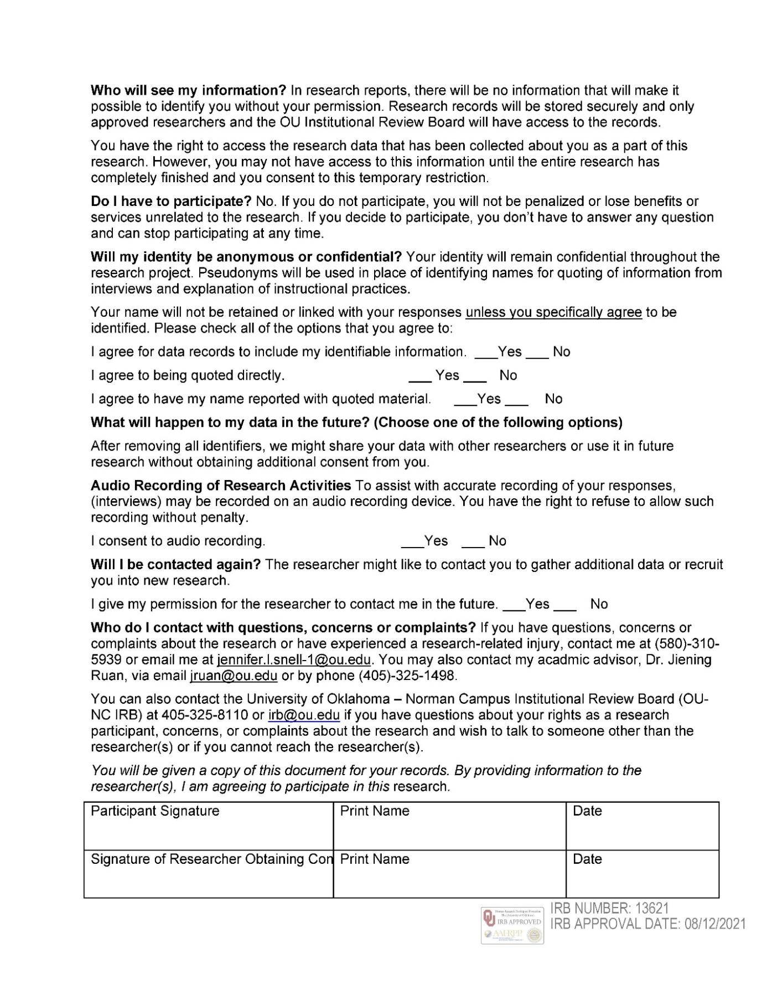 Who will see my information? In research reports, there will be no information that will make it
possible to identify you without your permission. Research records will be stored securely and only
approved researchers and the OU Institutional Review Board will have access to the records.
You have the right to access the research data that has been collected about you as a part of this
research. However, you may not have access to this information until the entire research has
completely finished and you consent to this temporary restriction.
Do I have to participate? No. If you do not participate, you will not be penalized or lose benefits or
services unrelated to the research. If you decide to participate, you don't have to answer any question
and can stop participating at any time.
Will my identity be anonymous or confidential? Your identity will remain confidential throughout the
research project. Pseudonyms will be used in place of identifying names for quoting of information from
interviews and explanation of instructional practices.
Your name will not be retained or linked with your responses unless you specifically agree to be
identified. Please check all of the options that you agree to:
I agree for data records to include my identifiable information. ___Yes ___ No
I agree to being quoted directly. ___ Yes ___ No
I agree to have my name reported with quoted material. ___Yes ___ No
What will happen to my data in the future? (Choose one of the following options)
After removing all identifiers, we might share your data with other researchers or use it in future
research without obtaining additional consent from you.
Audio Recording of Research Activities To assist with accurate recording of your responses,
(interviews) may be recorded on an audio recording device. You have the right to refuse to allow such
recording without penalty.
I consent to audio recording. ___Yes ___ No
Will I be contacted again? The researcher might like to contact you to gather additional data or recruit
you into new research.
I give my permission for the researcher to contact me in the future. ___Yes ___ No
Who do I contact with questions, concerns or complaints? If you have questions, concerns or
complaints about the research or have experienced a research-related injury, contact me at (580)-310-
5939 or email me at jennifer.l.snell-1@ou.edu. You may also contact my acadmic advisor, Dr. Jiening
Ruan, via email jruan@ou.edu or by phone (405)-325-1498.
You can also contact the University of Oklahoma – Norman Campus Institutional Review Board (OU-
NC IRB) at 405-325-8110 or irb@ou.edu if you have questions about your rights as a research
participant, concerns, or complaints about the research and wish to talk to someone other than the
researcher(s) or if you cannot reach the researcher(s).
You will be given a copy of this document for your records. By providing information to the
researcher(s), I am agreeing to participate in this research.
Participant Signature Print Name Date
Signature of Researcher Obtaining Con Print Name Date
Human Research Participant Protection
The University of Oklahoma
IRB APPROVED
AAHRPP
IRB NUMBER: 13621
IRB APPROVAL DATE: 08/12/2021